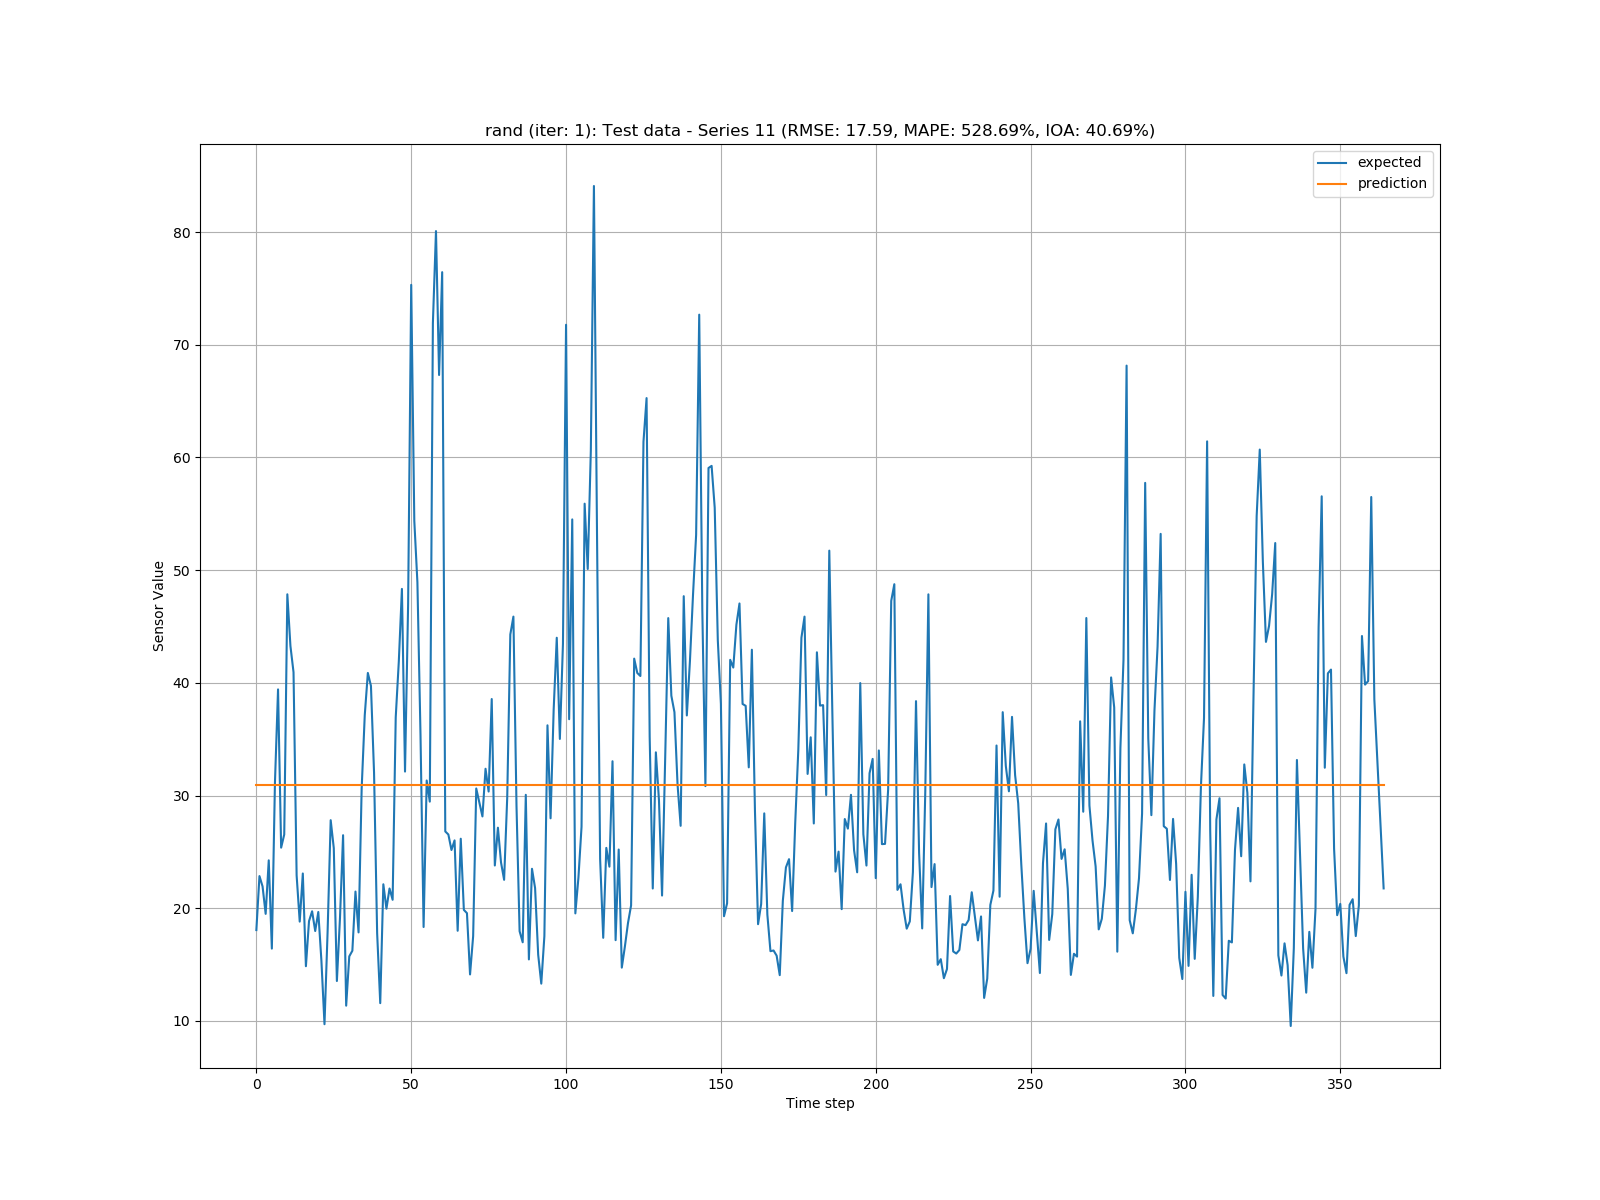 rand (iter: 1): Test data - Series 11 (RMSE: 17.59, MAPE: 528.69%, IOA: 40.69%)
expected
prediction
Sensor Value
80
70
60
50
40
30
20
10
0 50 100 150 200 250 300 350
Time step